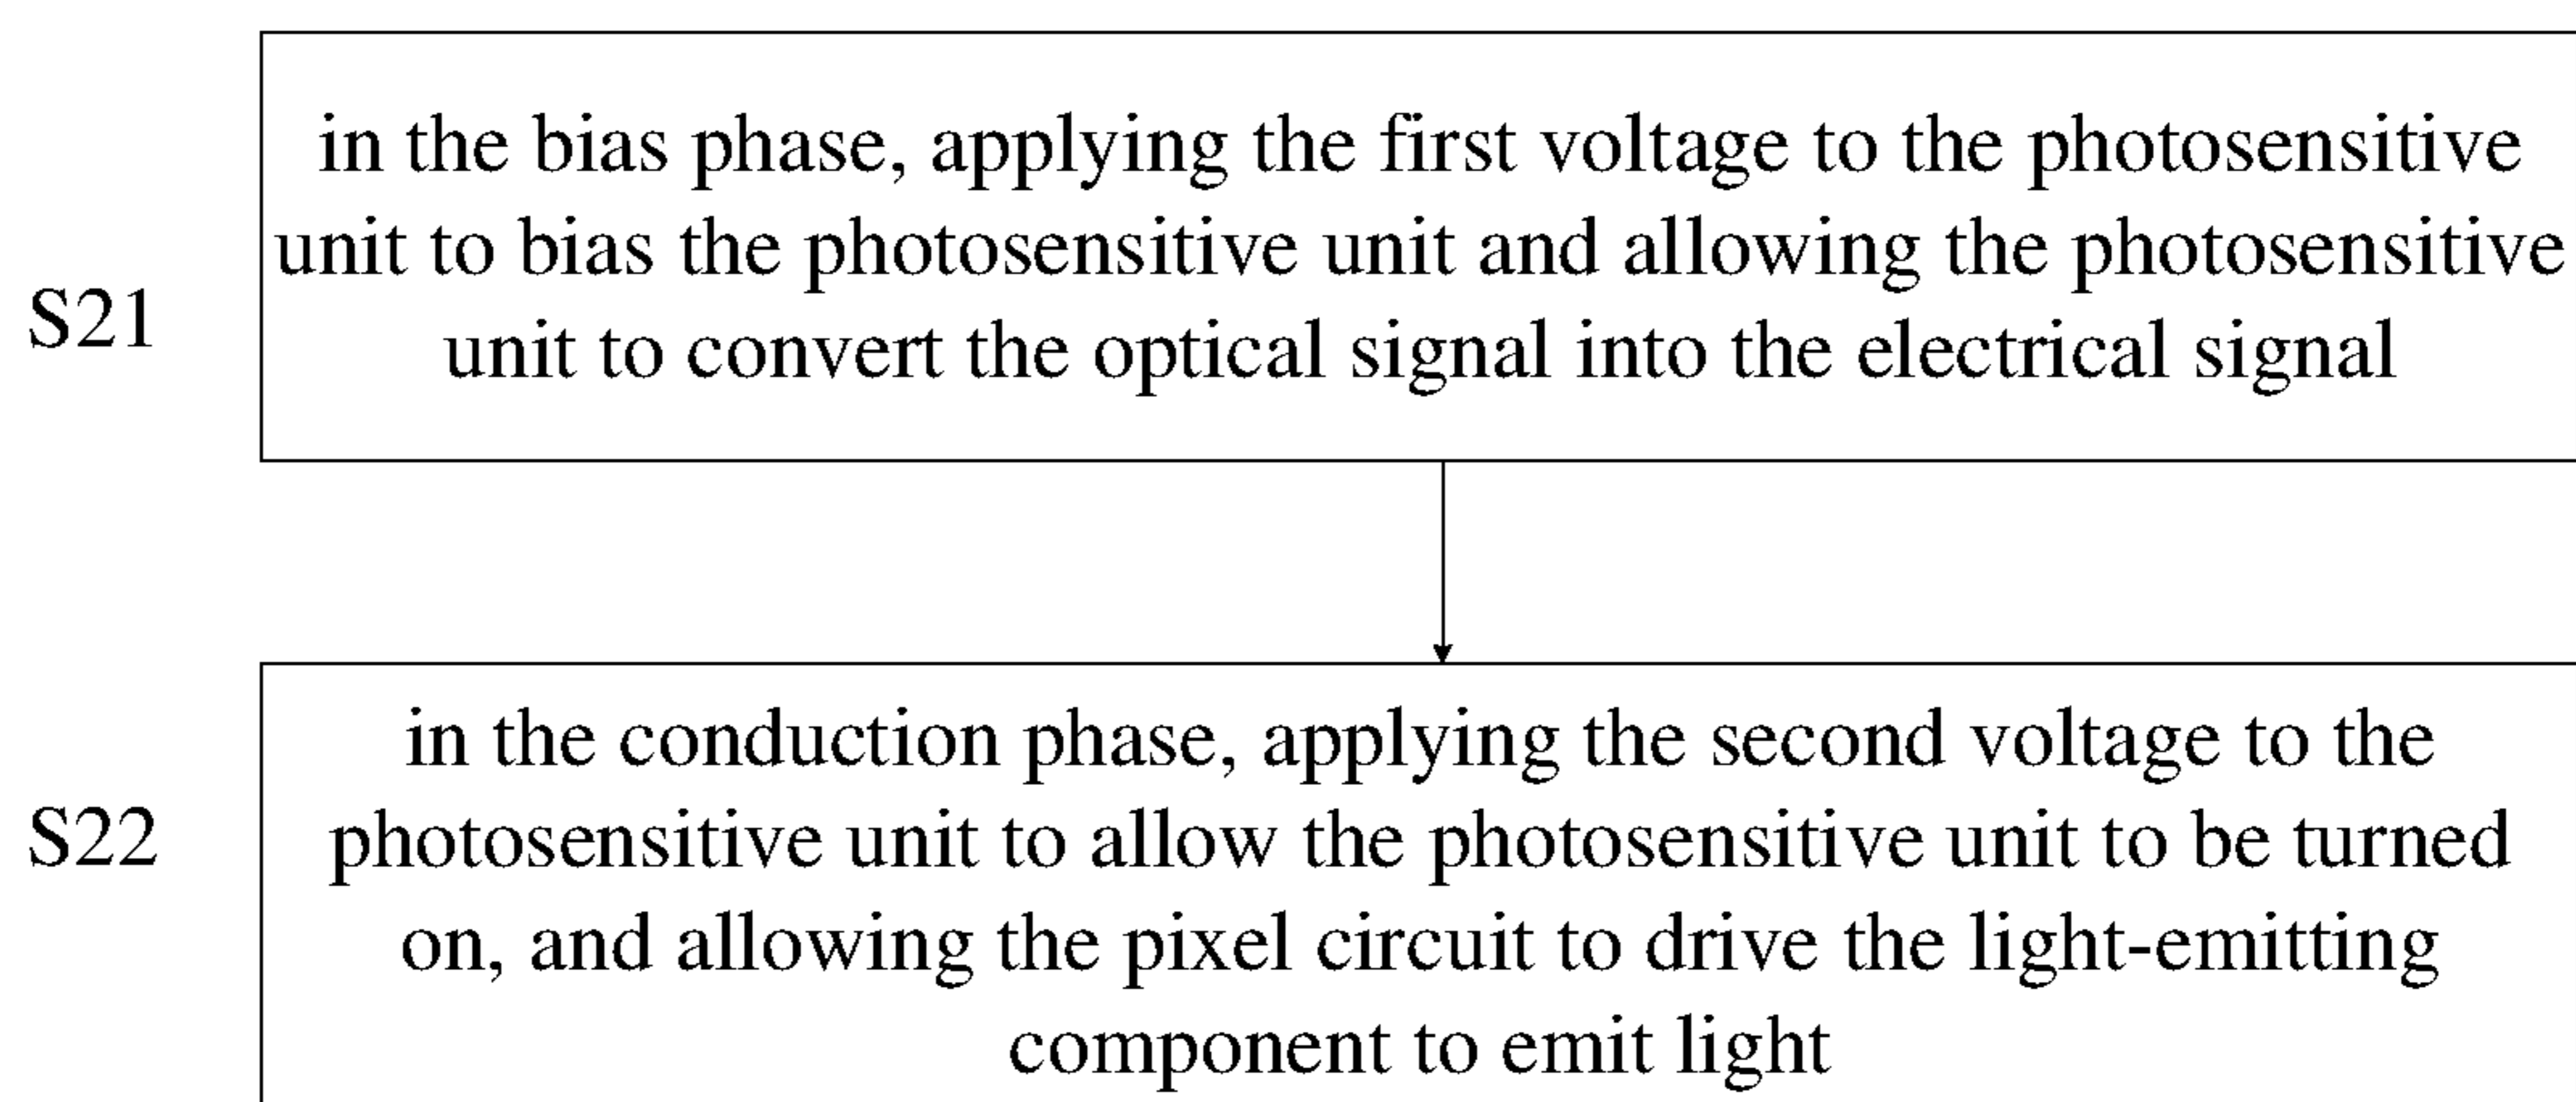 in the bias phase, applying the first voltage to the photosensitive
unit to bias the photosensitive unit and allowing the photosensitive
S21
unit to convert the optical signal into the electrical signal
in the conduction phase, applying the second voltage to the
S22
photosensitive unit to allow the photosensitive unit to be turned
on, and allowing the pixel circuit to drive the light-emitting
component to emit light